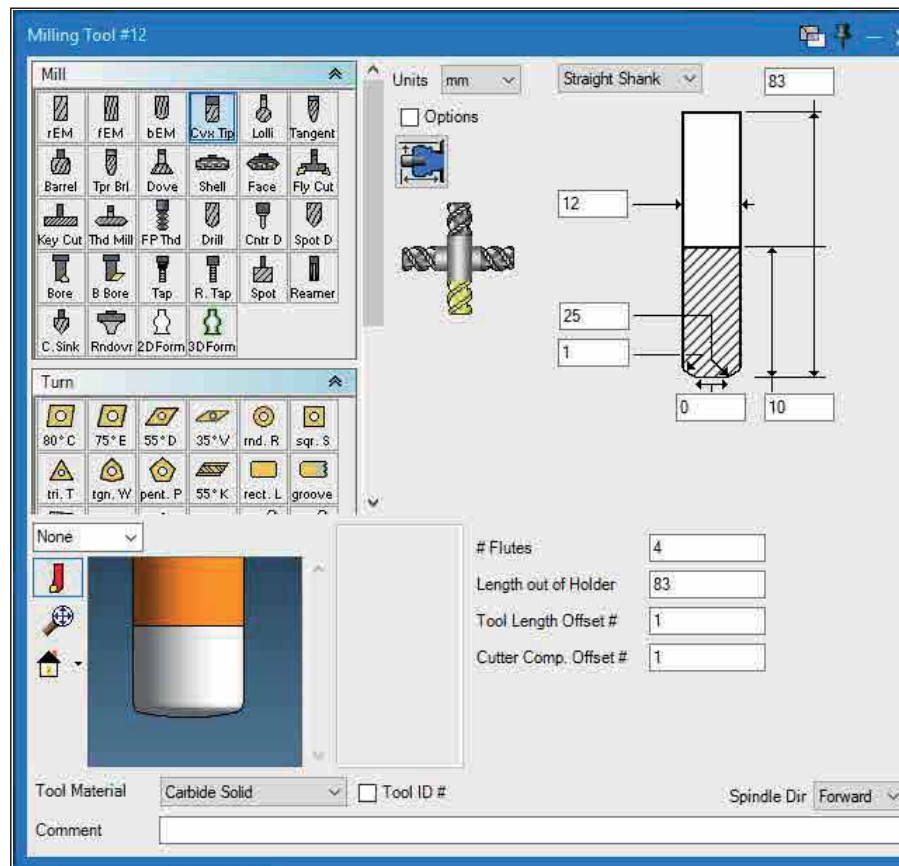 Milling Tool #12
Mill
rEM fEM bEM Cvx Tip Lolli Tangent
Barrel Tpr Brl Dove Shell Face Fly Cut
Key Cut Thd Mill FP Thd Drill Cntr D Spot D
Bore B Bore Tap R. Tap Spot Reamer
C. Sink Rndovr 2D Form 3D Form
Turn
80° C 75° E 55° D 35° V rnd. R sqr. S
tri. T tgn. W pent. P 55° K rect. L groove
Units mm Straight Shank 83
Options
12
25
1
0 10
None
# Flutes 4
Length out of Holder 83
Tool Length Offset # 1
Cutter Comp. Offset # 1
Tool Material Carbide Solid Tool ID # Spindle Dir Forward
Comment